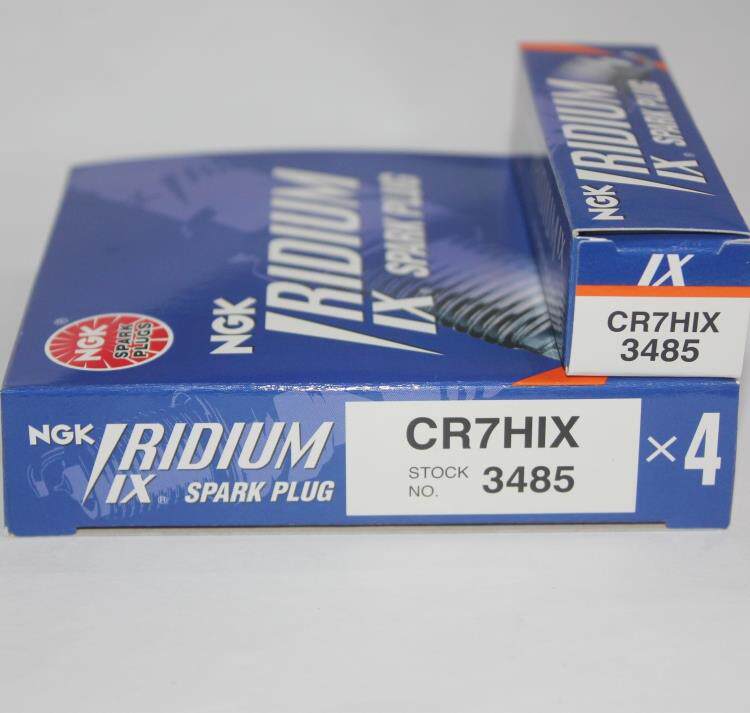 NGK
IRIDIUM
IX® SPARK PLUG
IX
CR7HIX
3485
NGK
IRIDIUM
IX® SPARK PLUG
®
NGK
SPARK
PLUGS
NGK IRIDIUM
IX® SPARK PLUG
CR7HIX
STOCK
NO. 3485
×4